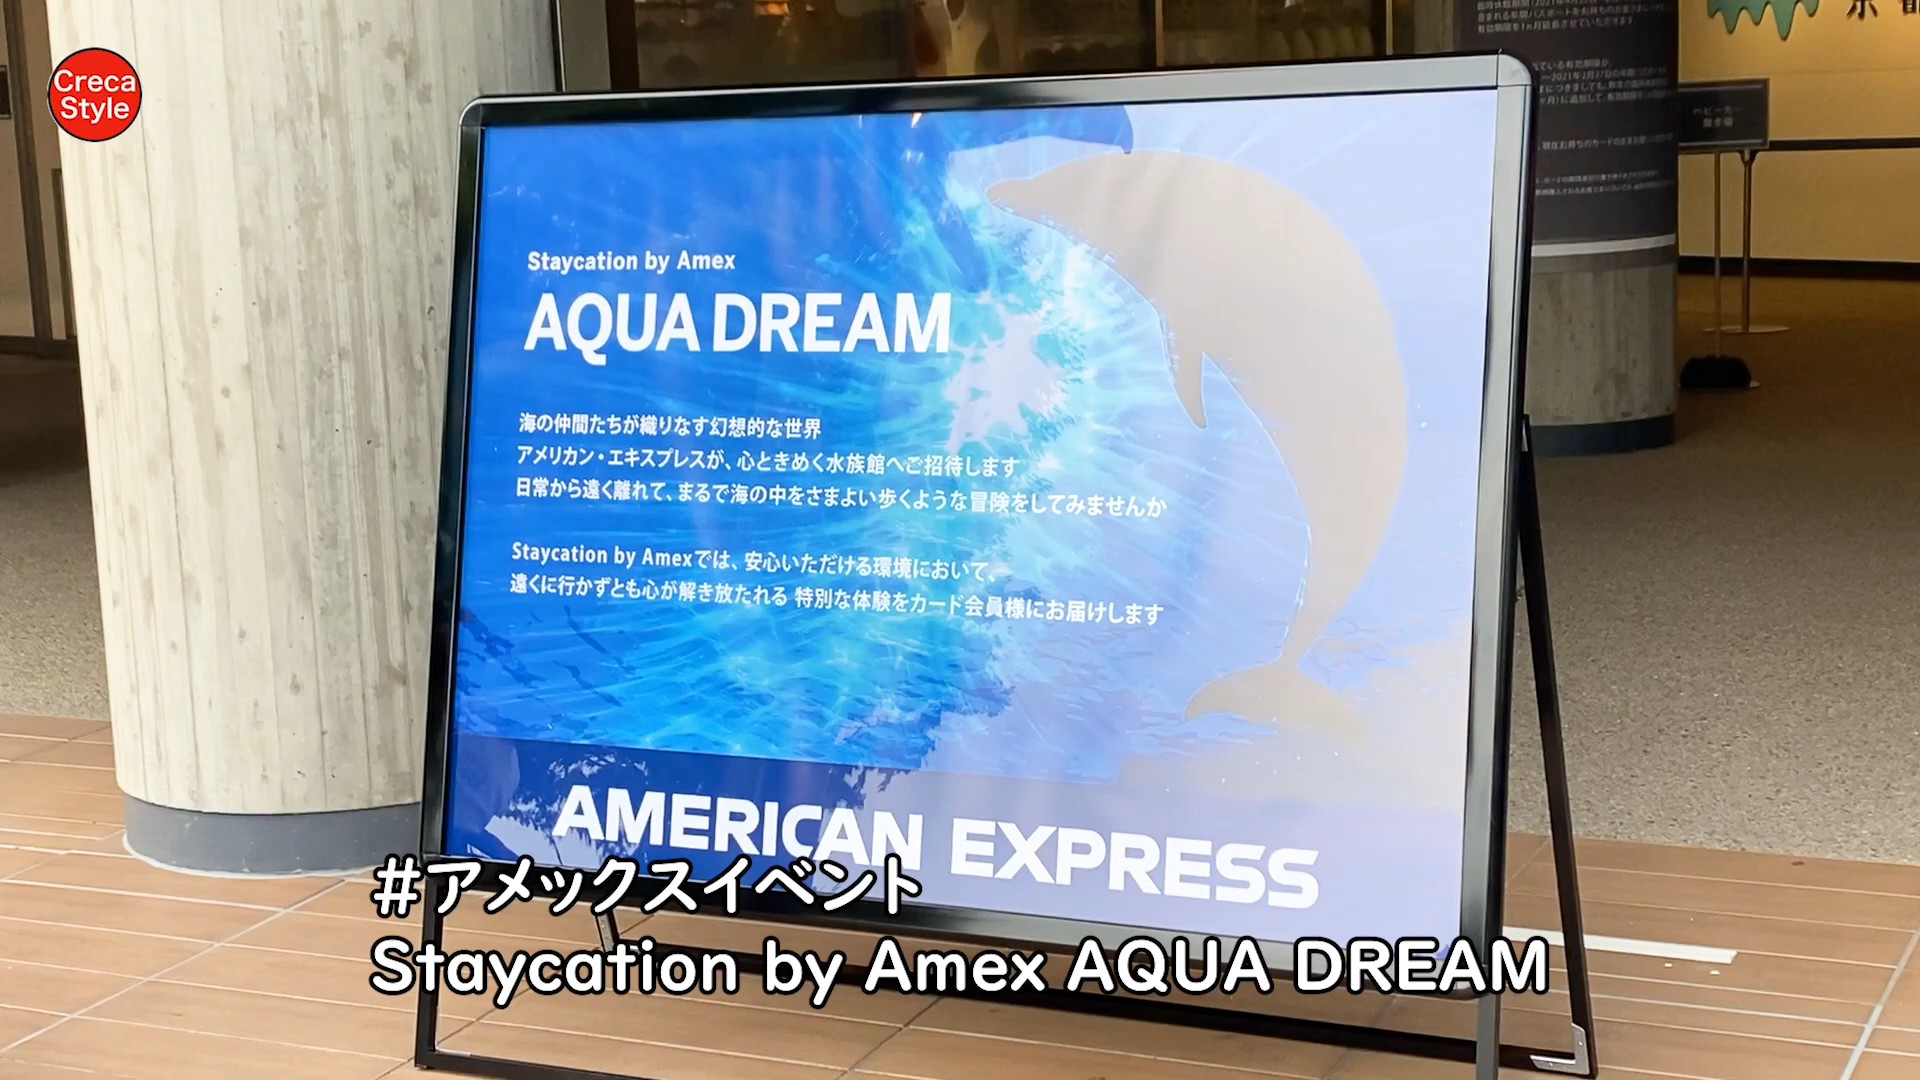 Creca
Style
Staycation by Amex
AQUA DREAM
海の仲間たちが織りなす幻想的な世界
アメリカン・エキスプレスが、心ときめく水族館へご招待します
日常から遠く離れて、まるで海の中をさまよい歩くような冒険をしてみませんか
Staycation by Amexでは、安心いただける環境において、
遠くに行かずとも心が解き放たれる 特別な体験をカード会員様にお届けします
AMERICAN EXPRESS
#アメックスイベント
Staycation by Amex AQUA DREAM
ベビーカー
置き場